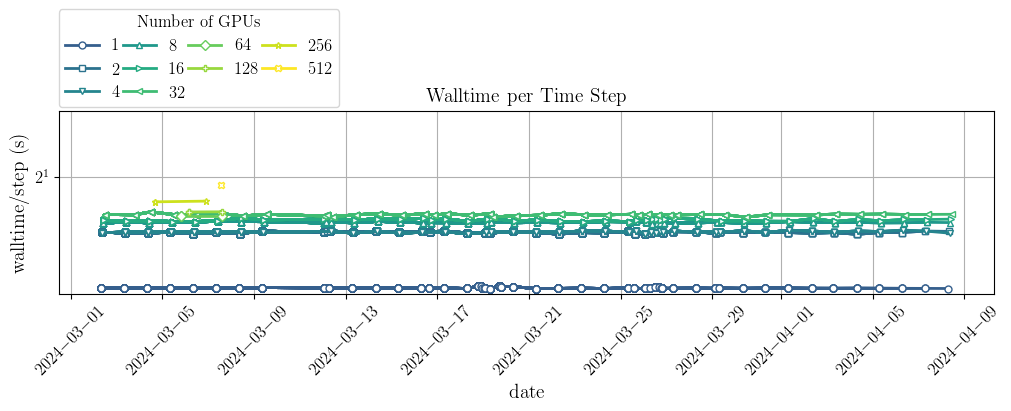 Number of GPUs
1 8 64 256
2 16 128 512
4 32
Walltime per Time Step
walltime/step (s)
2¹
2024−03−01 2024−03−05 2024−03−09 2024−03−13 2024−03−17 2024−03−21 2024−03−25 2024−03−29 2024−04−01 2024−04−05 2024−04−09
date